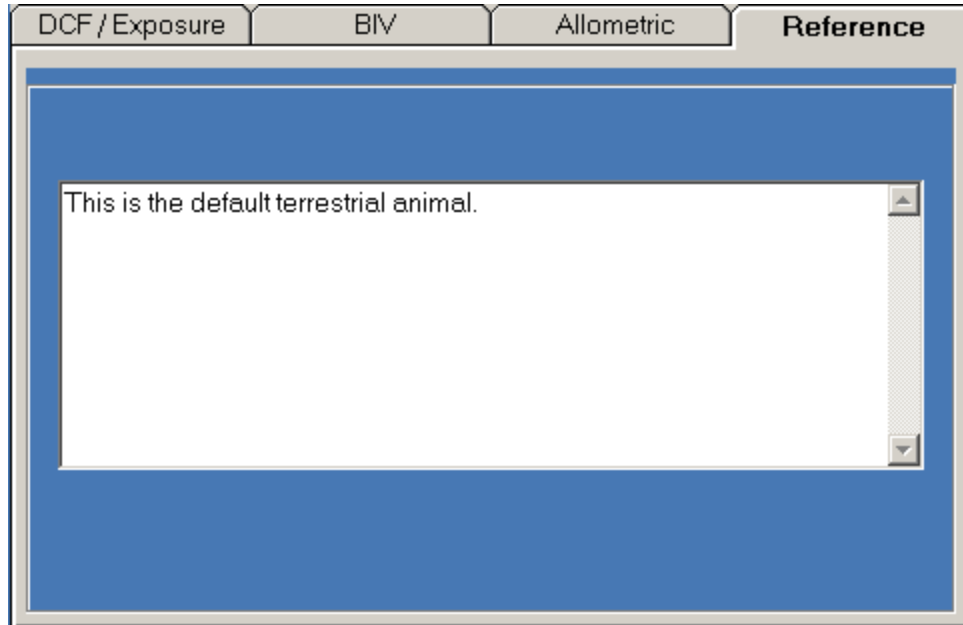 DCF / Exposure BIV Allometric Reference
This is the default terrestrial animal.